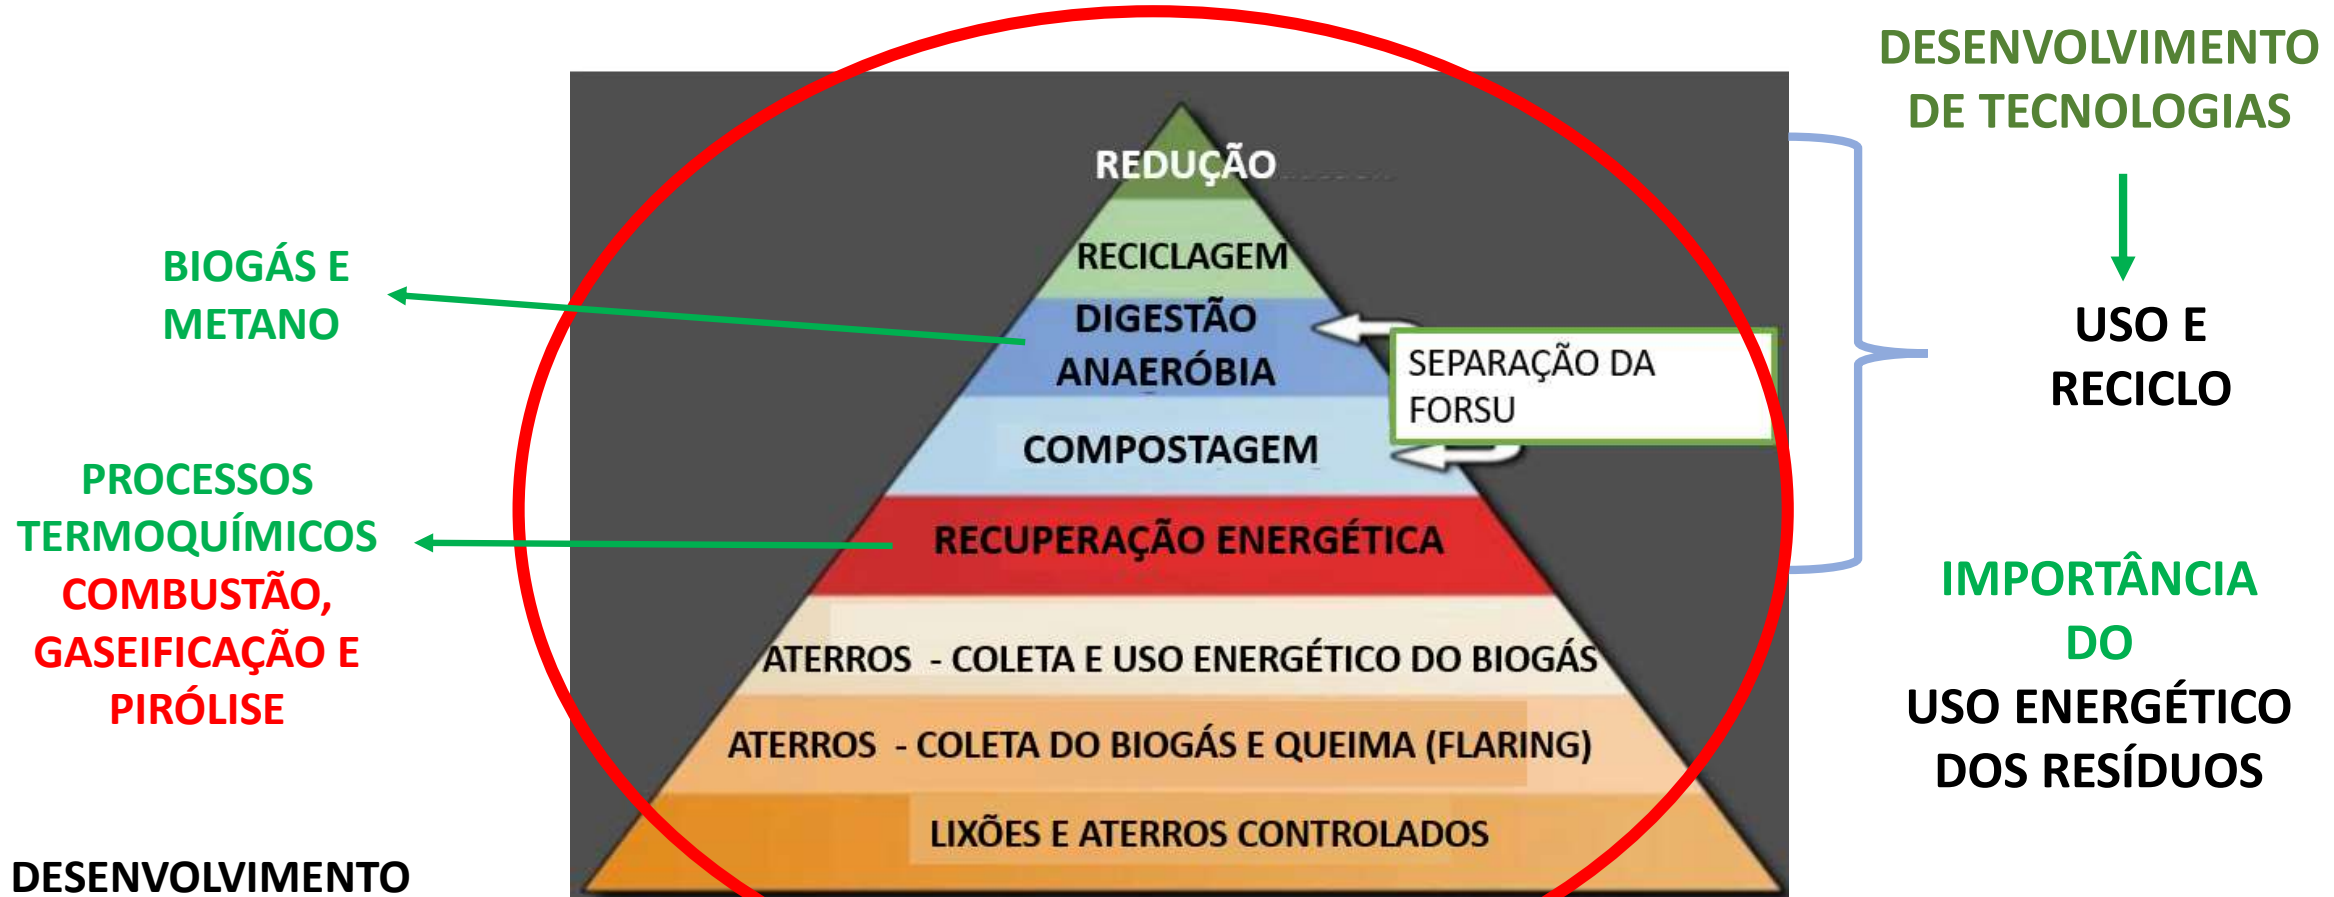 DESENVOLVIMENTO
DE TECNOLOGIAS
REDUÇÃO
RECICLAGEM
BIOGÁS E
METANO
DIGESTÃO
ANAERÓBIA
SEPARAÇÃO DA
FORSU
USO E
RECICLO
COMPOSTAGEM
PROCESSOS
TERMOQUÍMICOS
COMBUSTÃO,
GASEIFICAÇÃO E
PIRÓLISE
RECUPERAÇÃO ENERGÉTICA
IMPORTÂNCIA
DO
USO ENERGÉTICO
DOS RESÍDUOS
ATERROS - COLETA E USO ENERGÉTICO DO BIOGÁS
ATERROS - COLETA DO BIOGÁS E QUEIMA (FLARING)
LIXÕES E ATERROS CONTROLADOS
DESENVOLVIMENTO